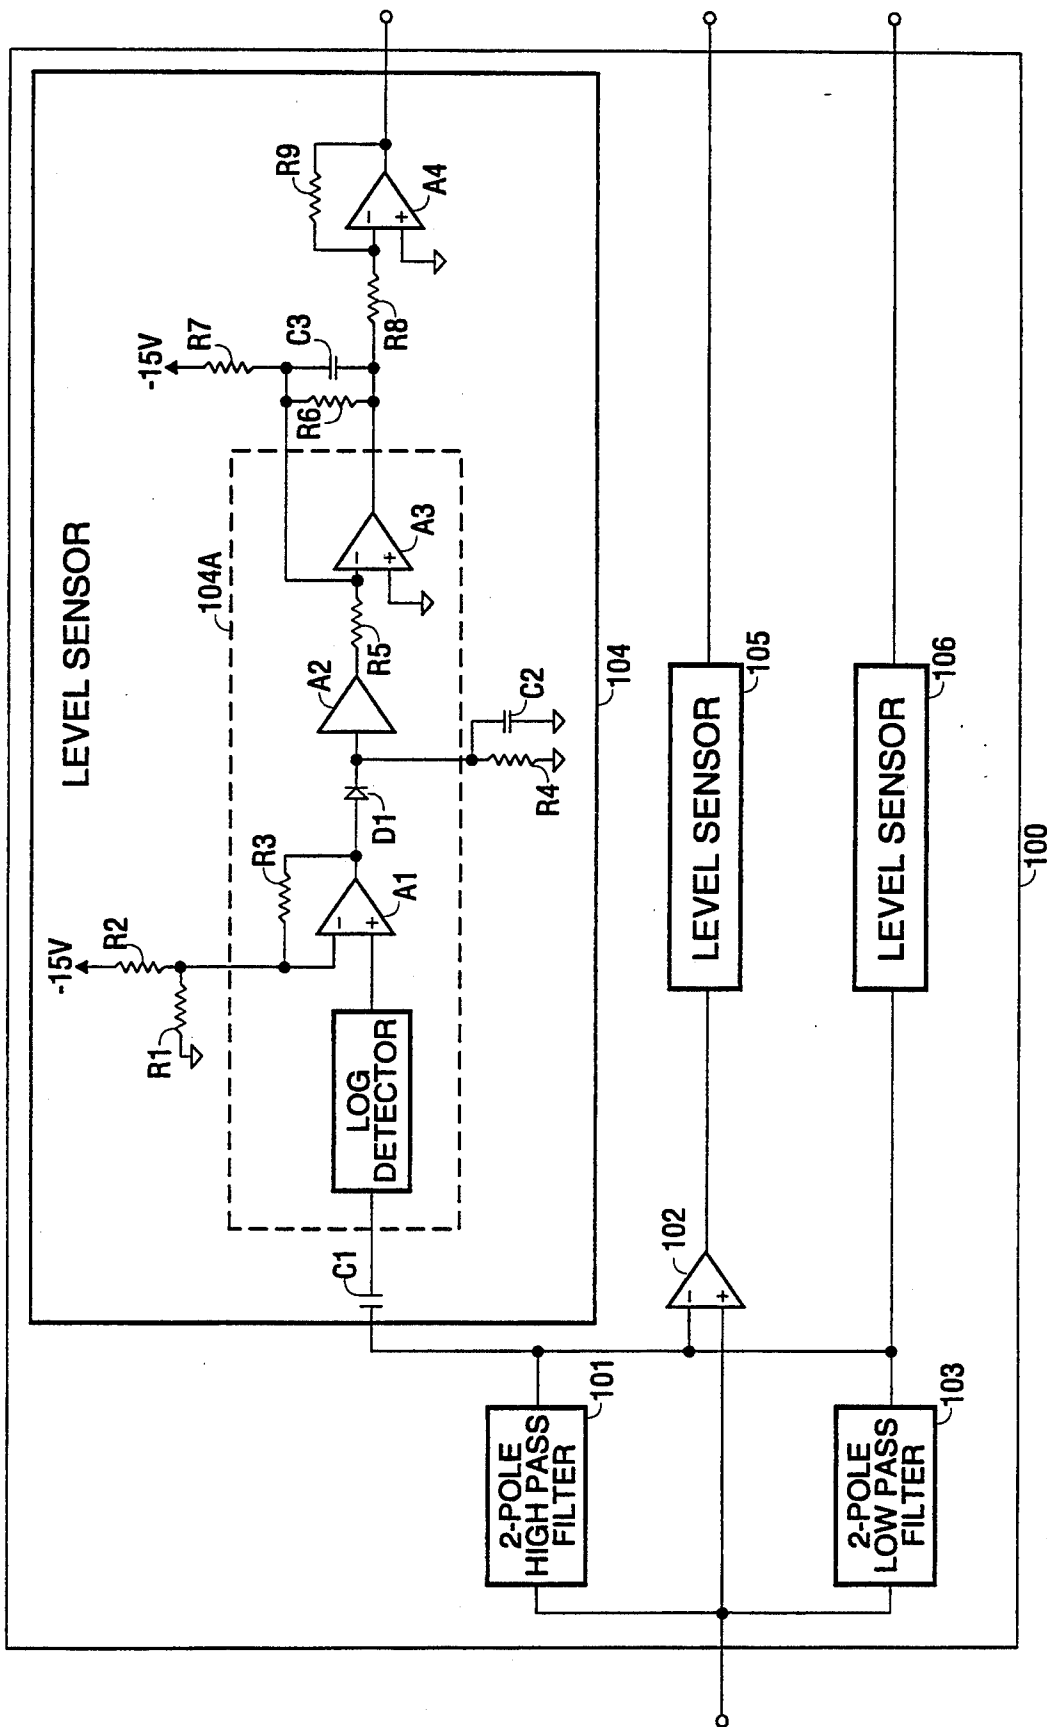 LEVEL SENSOR
-15V
R2
R1
R3
104A
-15V
R7
R9
C1
LOG
DETECTOR
-
+
A1
D1
A2
R5
-
+
A3
R6
C3
R8
-
+
A4
R4
C2
104
2-POLE
HIGH PASS
FILTER
101
102
-
+
LEVEL SENSOR
105
2-POLE
LOW PASS
FILTER
103
LEVEL SENSOR
106
100